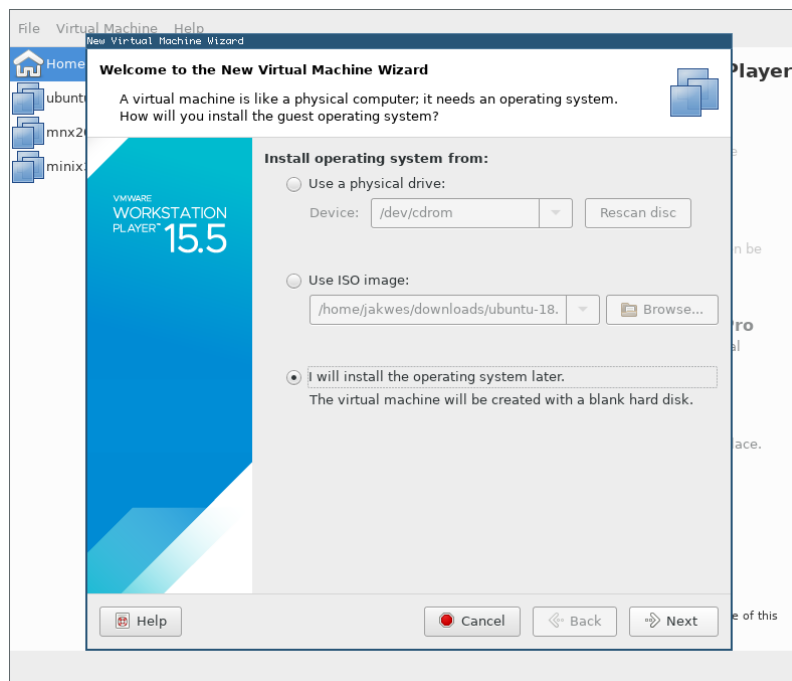 File Virtual Machine Help
New Virtual Machine Wizard
Home
Welcome to the New Virtual Machine Wizard
Player
A virtual machine is like a physical computer; it needs an operating system.
How will you install the guest operating system?
Install operating system from:
Use a physical drive:
Device: /dev/cdrom Rescan disc
VMWARE
WORKSTATION
PLAYER™ 15.5
n be
Use ISO image:
/home/jakwes/downloads/ubuntu-18. Browse...
ro
al
I will install the operating system later.
The virtual machine will be created with a blank hard disk.
ace.
Help Cancel Back Next
e of this